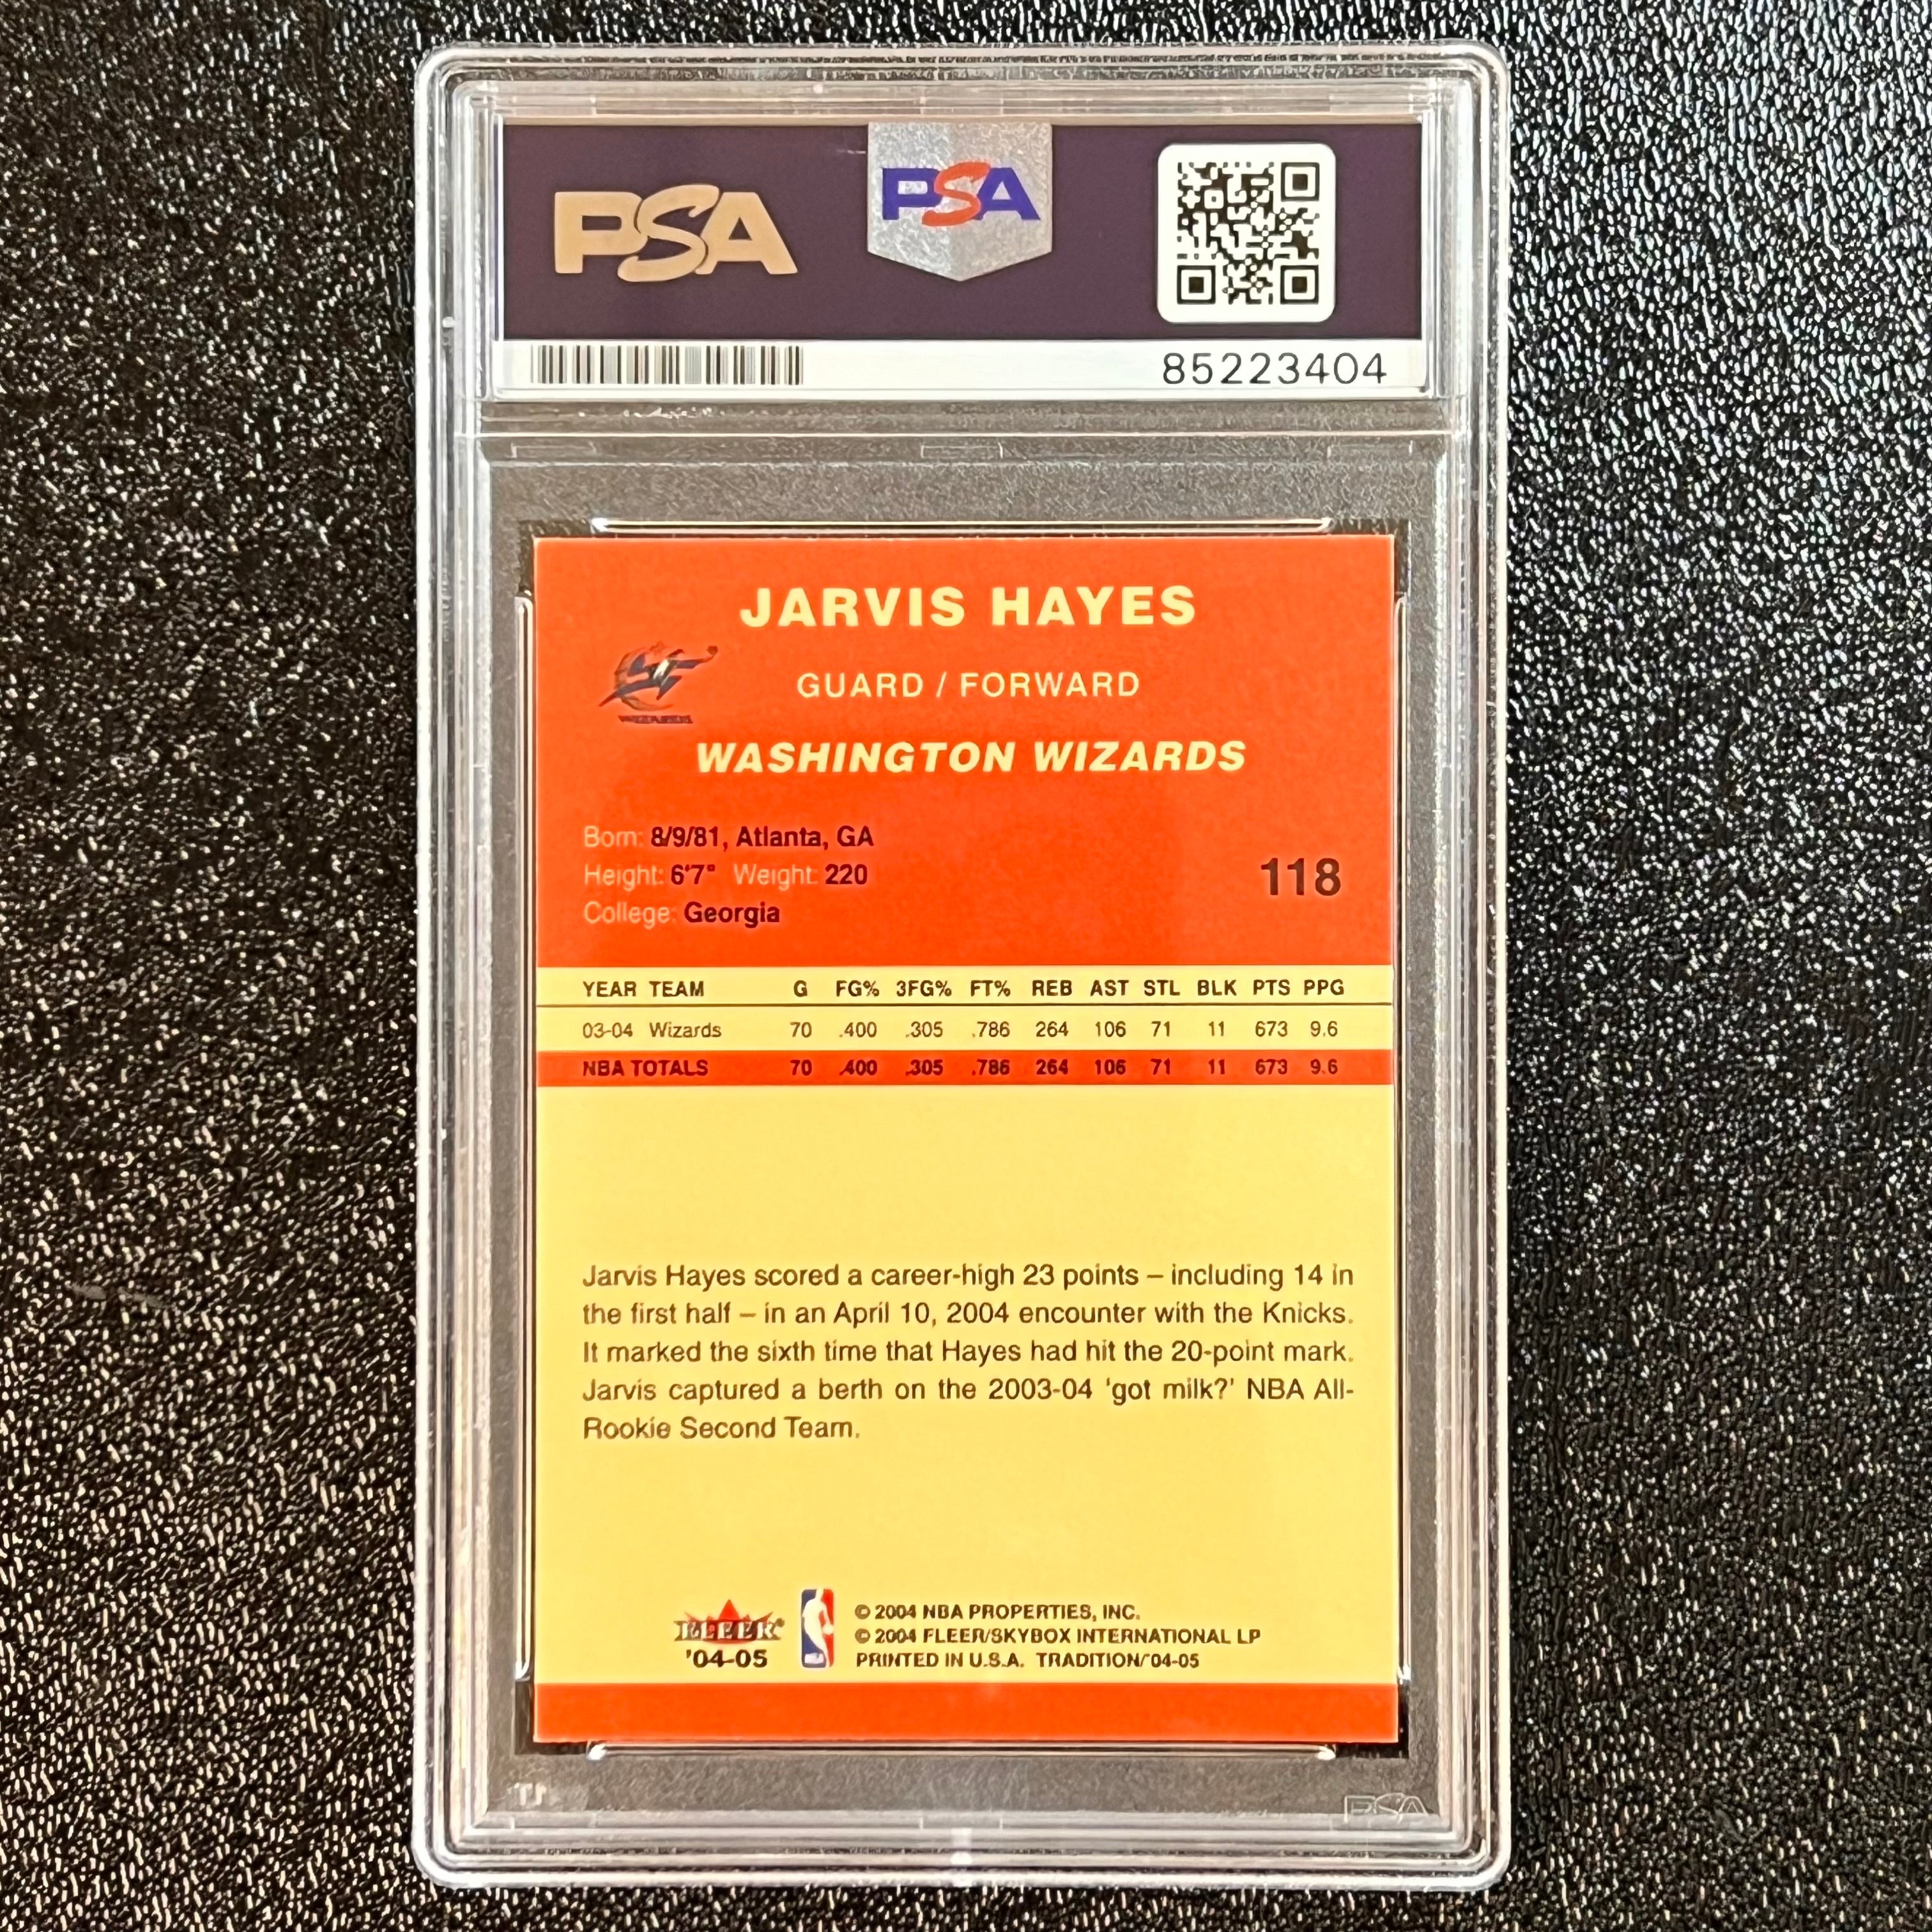 PSA PSA
85223404
JARVIS HAYES
GUARD / FORWARD
WIZARDS
WASHINGTON WIZARDS
Born: 8/9/81, Atlanta, GA
Height: 6'7" Weight: 220
118
College: Georgia
YEAR TEAM G FG% 3FG% FT% REB AST STL BLK PTS PPG
03-04 Wizards 70 .400 .305 .786 264 106 71 11 673 9.6
NBA TOTALS 70 .400 .305 .786 264 106 71 11 673 9.6
Jarvis Hayes scored a career-high 23 points – including 14 in
the first half – in an April 10, 2004 encounter with the Knicks.
It marked the sixth time that Hayes had hit the 20-point mark.
Jarvis captured a berth on the 2003-04 'got milk?' NBA All-
Rookie Second Team.
FLEER
'04-05
NBA
© 2004 NBA PROPERTIES, INC.
© 2004 FLEER/SKYBOX INTERNATIONAL LP
PRINTED IN U.S.A. TRADITION/'04-05
PSA